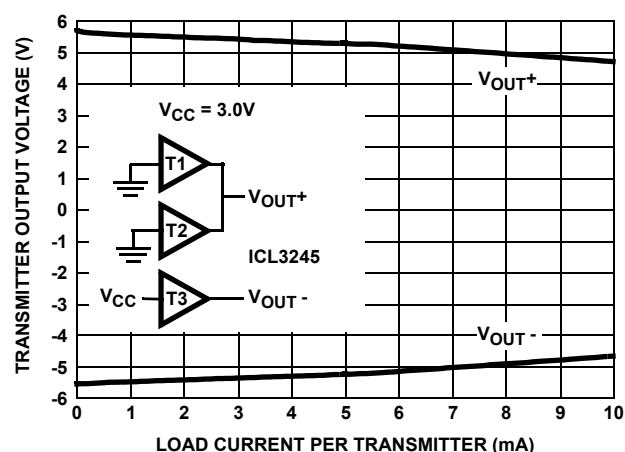 TRANSMITTER OUTPUT VOLTAGE (V)
6
5
4
3
2
1
0
-1
-2
-3
-4
-5
-6
VOUT+
VCC = 3.0V
T1
VOUT+
T2
ICL3245
VCC
T3
VOUT -
VOUT -
0 1 2 3 4 5 6 7 8 9 10
LOAD CURRENT PER TRANSMITTER (mA)